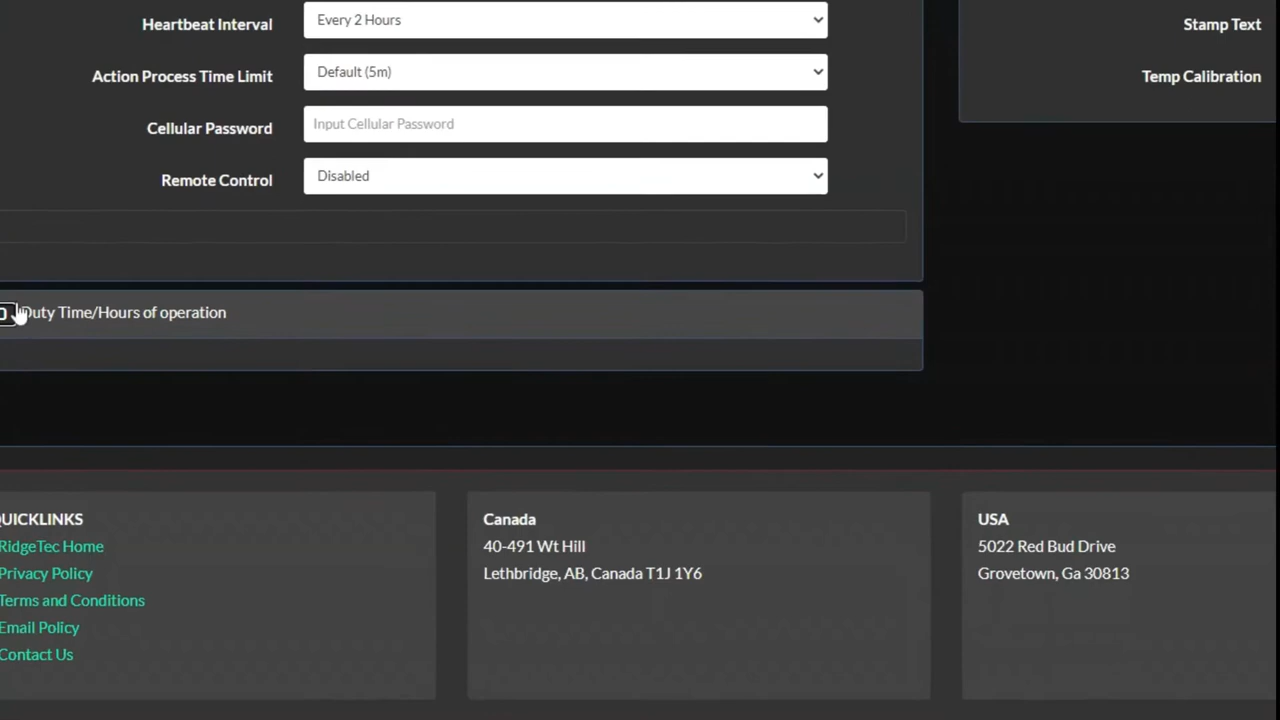 Heartbeat Interval
Every 2 Hours
Stamp Text
Action Process Time Limit
Default (5m)
Temp Calibration
Cellular Password
Input Cellular Password
Remote Control
Disabled
Duty Time/Hours of operation
QUICKLINKS
RidgeTec Home
Privacy Policy
Terms and Conditions
Email Policy
Contact Us
Canada
40-491 Wt Hill
Lethbridge, AB, Canada T1J 1Y6
USA
5022 Red Bud Drive
Grovetown, Ga 30813